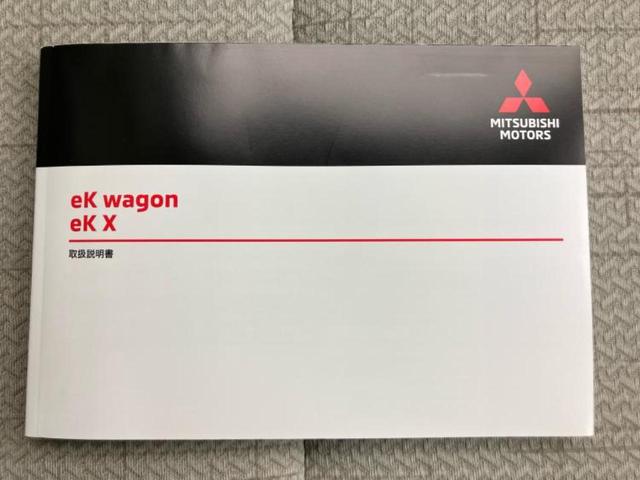 MITSUBISHI
MOTORS
eK wagon
eK X
取扱説明書